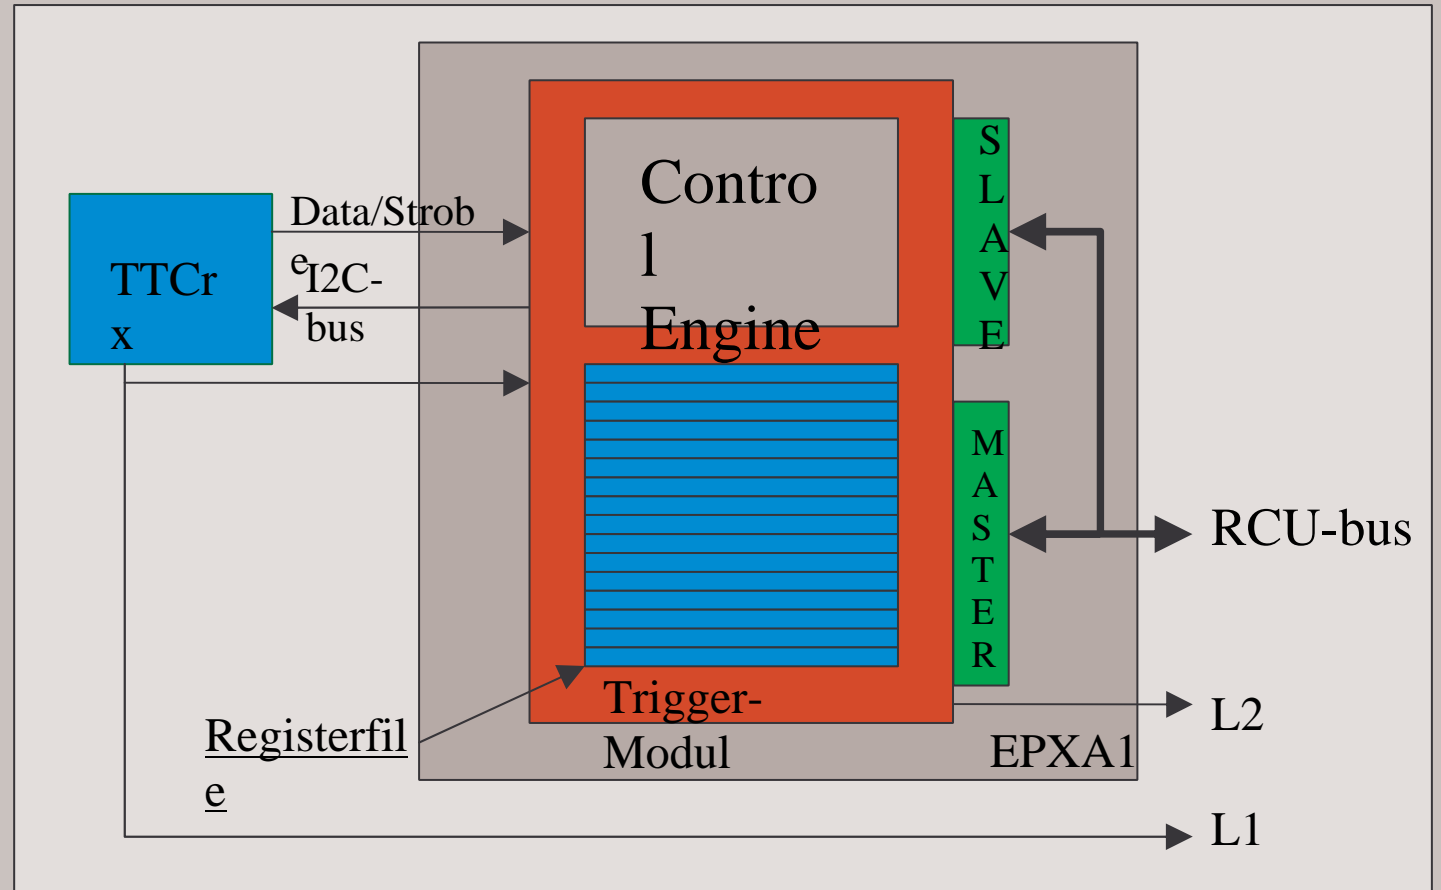 Data/Strob
e
I2C-
bus
TTCr
x
Contro
l
Engine
S
L
A
V
E
M
A
S
T
E
R
RCU-bus
Trigger-
Modul
Registerfil
e
EPXA1
L2
L1